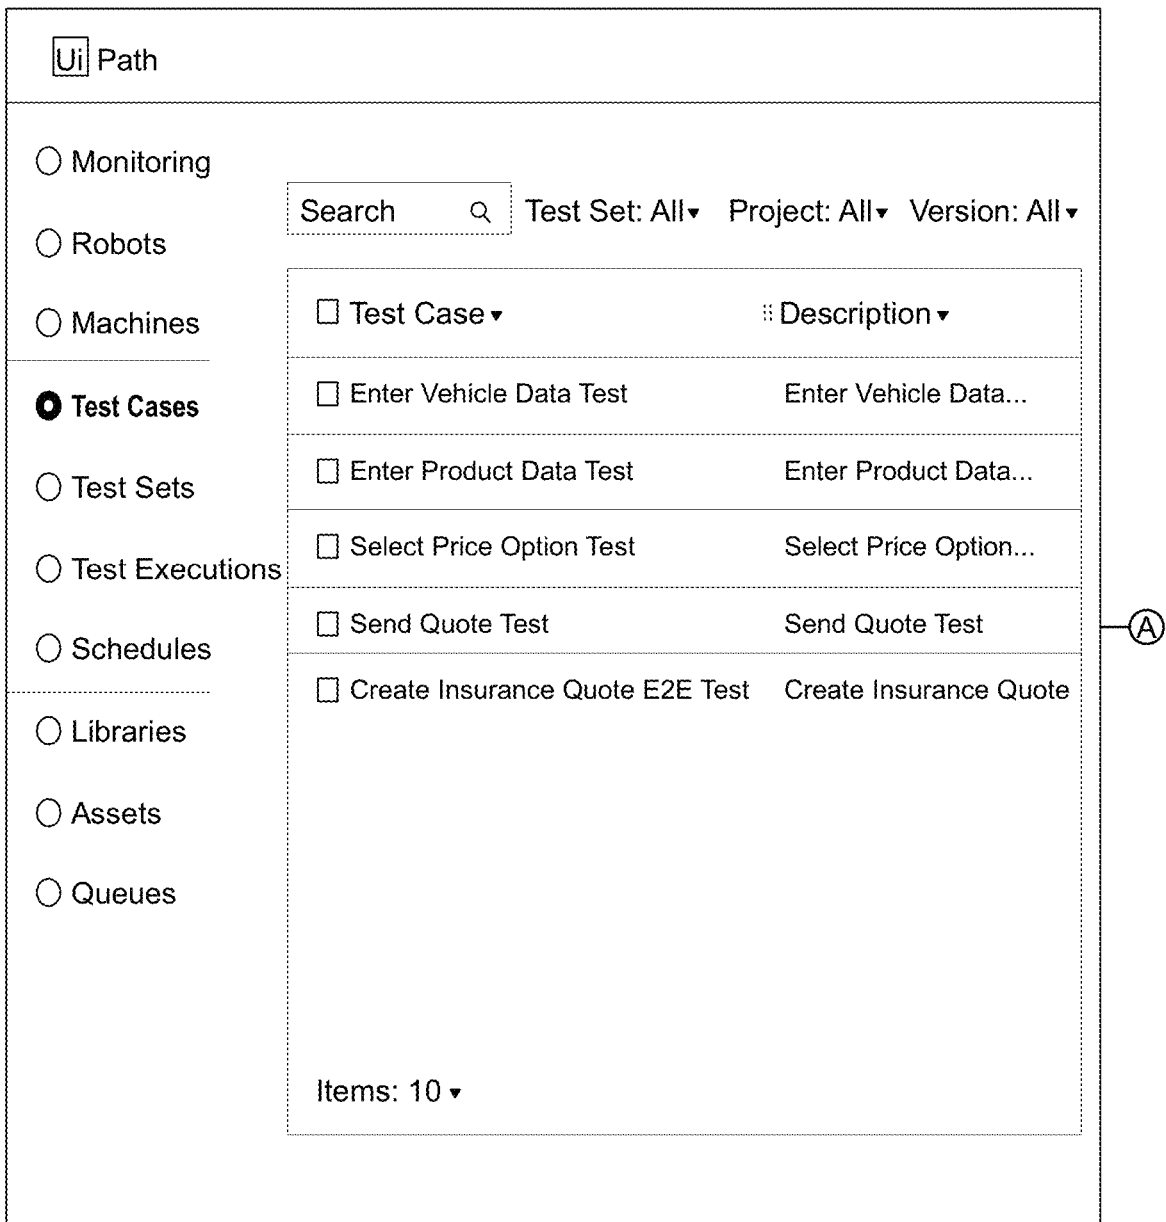 Ui Path
Monitoring
Robots
Machines
Test Cases
Test Sets
Test Executions
Schedules
Libraries
Assets
Queues
Search Test Set: All Project: All Version: All
Test Case Description
Enter Vehicle Data Test Enter Vehicle Data...
Enter Product Data Test Enter Product Data...
Select Price Option Test Select Price Option...
Send Quote Test Send Quote Test
Create Insurance Quote E2E Test Create Insurance Quote
Items: 10
A